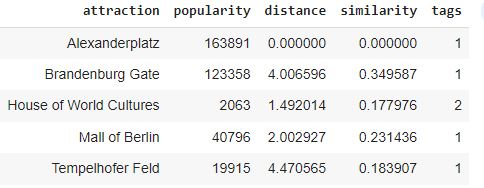 attraction popularity distance similarity tags
Alexanderplatz 163891 0.000000 0.000000 1
Brandenburg Gate 123358 4.006596 0.349587 1
House of World Cultures 2063 1.492014 0.177976 2
Mall of Berlin 40796 2.002927 0.231436 1
Tempelhofer Feld 19915 4.470565 0.183907 1